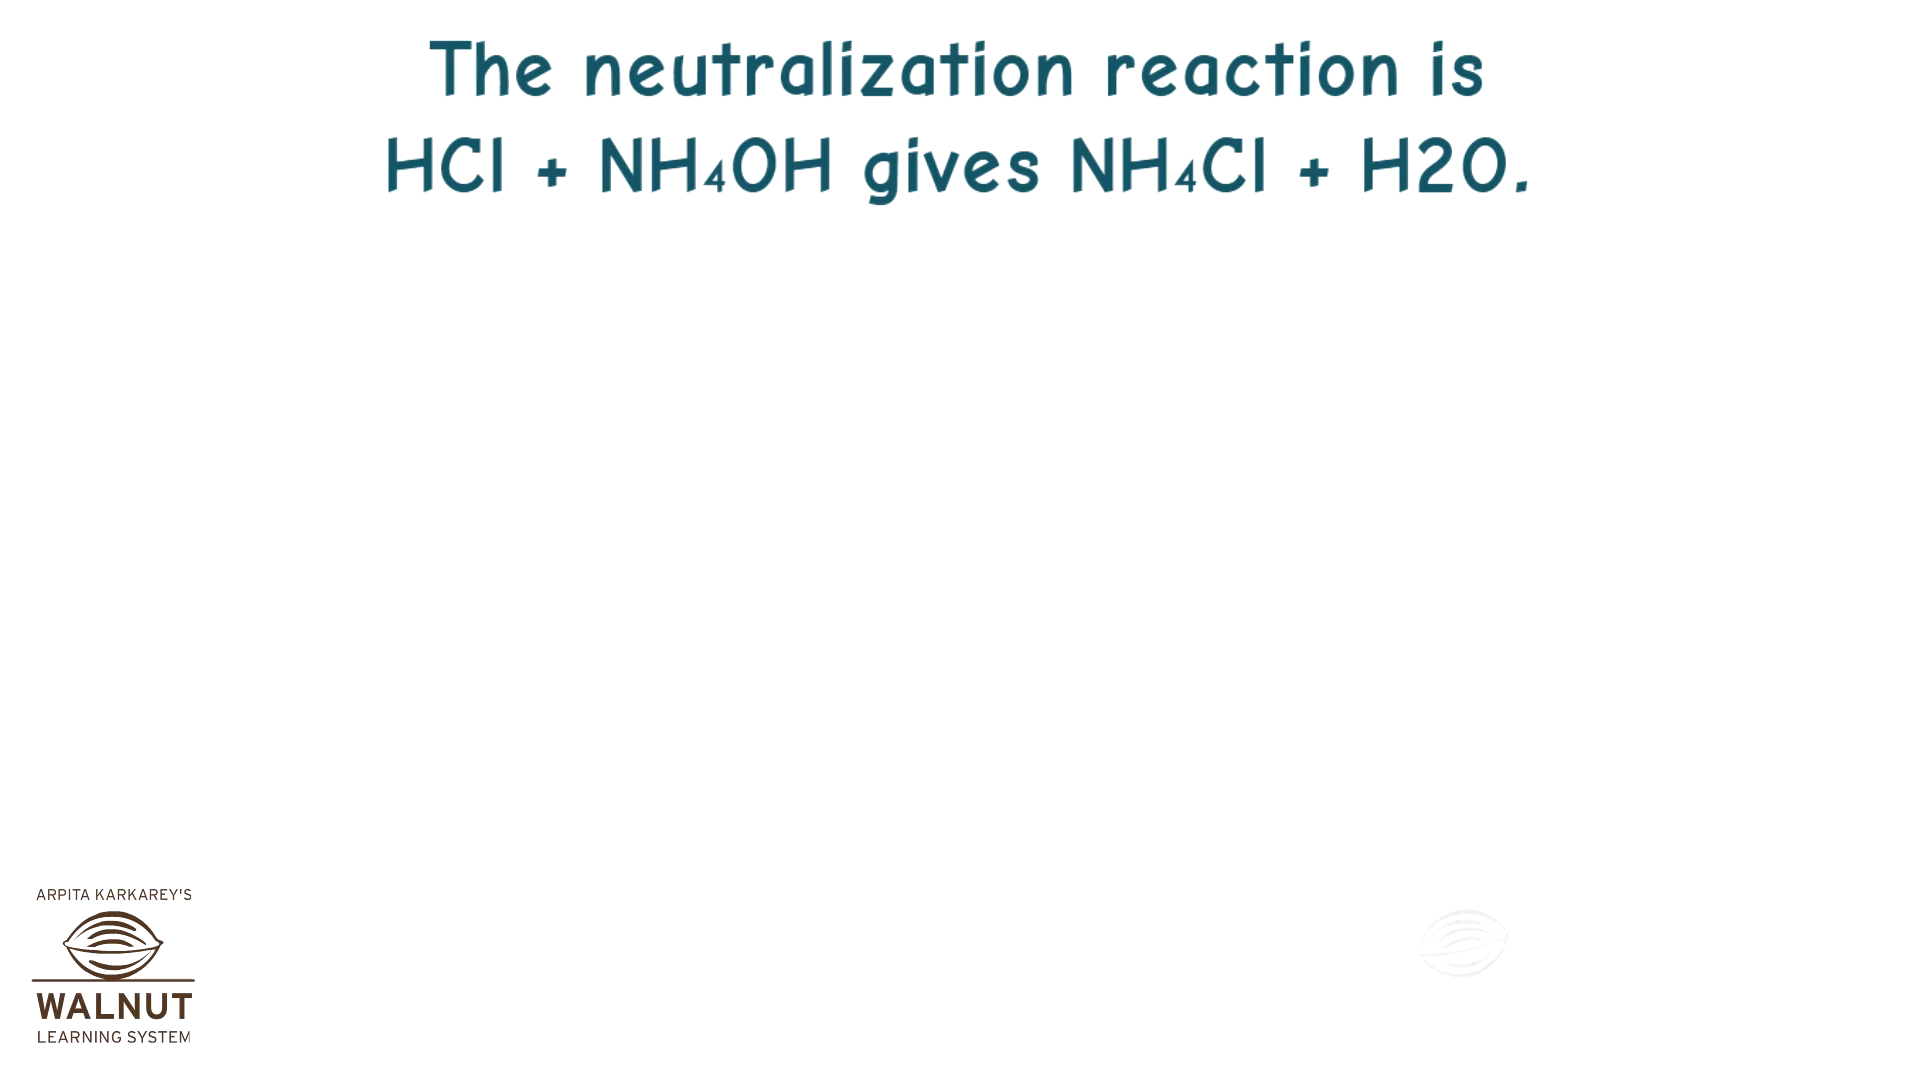 The neutralization reaction is
HCl + NH₄OH gives NH₄Cl + H2O.
ARPITA KARKAREY'S
WALNUT
LEARNING SYSTEM